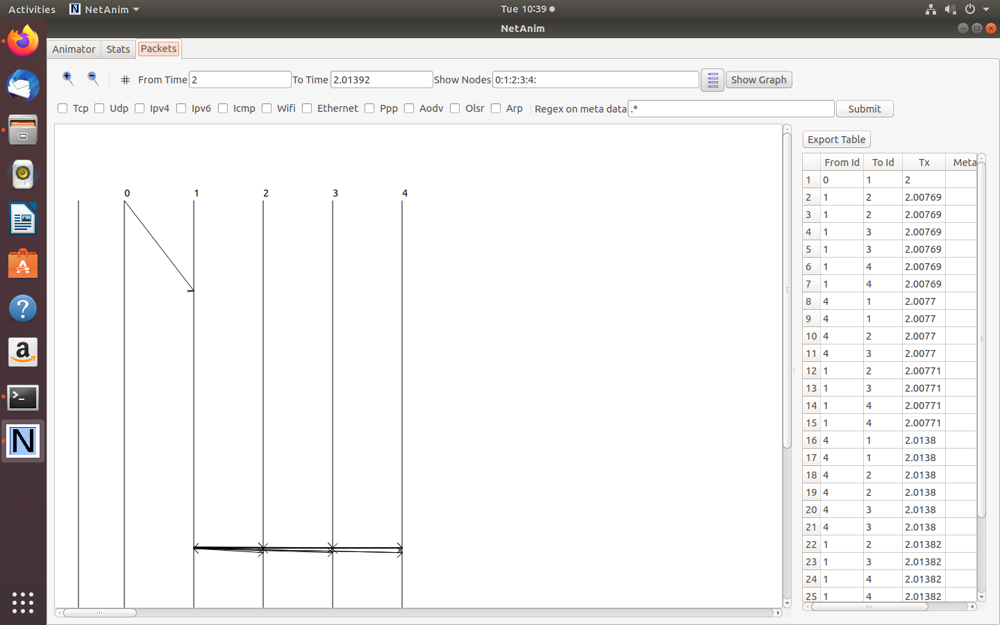 Activities NetAnim Tue 10:39
NetAnim
Animator Stats Packets
From Time 2 To Time 2.01392 Show Nodes 0:1:2:3:4: Show Graph
Tcp Udp Ipv4 Ipv6 Icmp Wifi Ethernet Ppp Aodv Olsr Arp Regex on meta data .* Submit
Export Table
From Id To Id Tx Meta
0 1 2 3 4
1 0 1 2
2 1 2 2.00769
3 1 2 2.00769
4 1 3 2.00769
5 1 3 2.00769
6 1 4 2.00769
7 1 4 2.00769
8 4 1 2.0077
9 4 1 2.0077
10 4 2 2.0077
11 4 3 2.0077
12 1 2 2.00771
13 1 3 2.00771
14 1 4 2.00771
15 1 4 2.00771
16 4 1 2.0138
17 4 1 2.0138
18 4 2 2.0138
19 4 2 2.0138
20 4 3 2.0138
21 4 3 2.0138
22 1 2 2.01382
23 1 3 2.01382
24 1 4 2.01382
25 1 4 2.01382